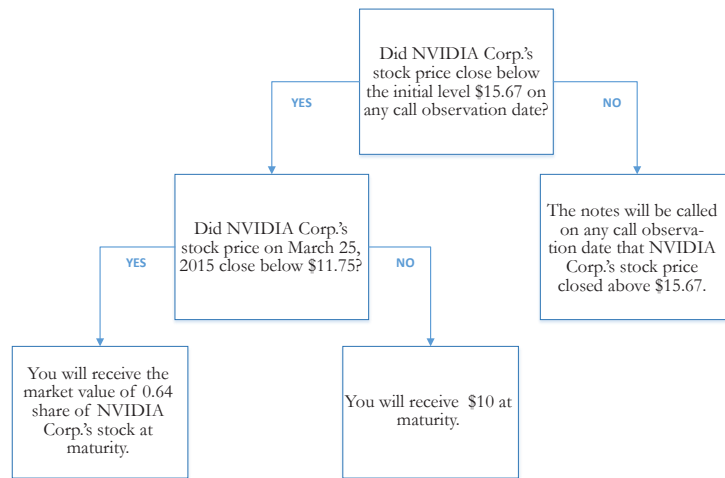 Did NVIDIA Corp.'s
stock price close below
the initial level $15.67 on
any call observation date?
YES
NO
Did NVIDIA Corp.'s
stock price on March 25,
2015 close below $11.75?
The notes will be called
on any call observa-
tion date that NVIDIA
Corp.'s stock price
closed above $15.67.
YES
NO
You will receive the
market value of 0.64
share of NVIDIA
Corp.'s stock at
maturity.
You will receive $10 at
maturity.